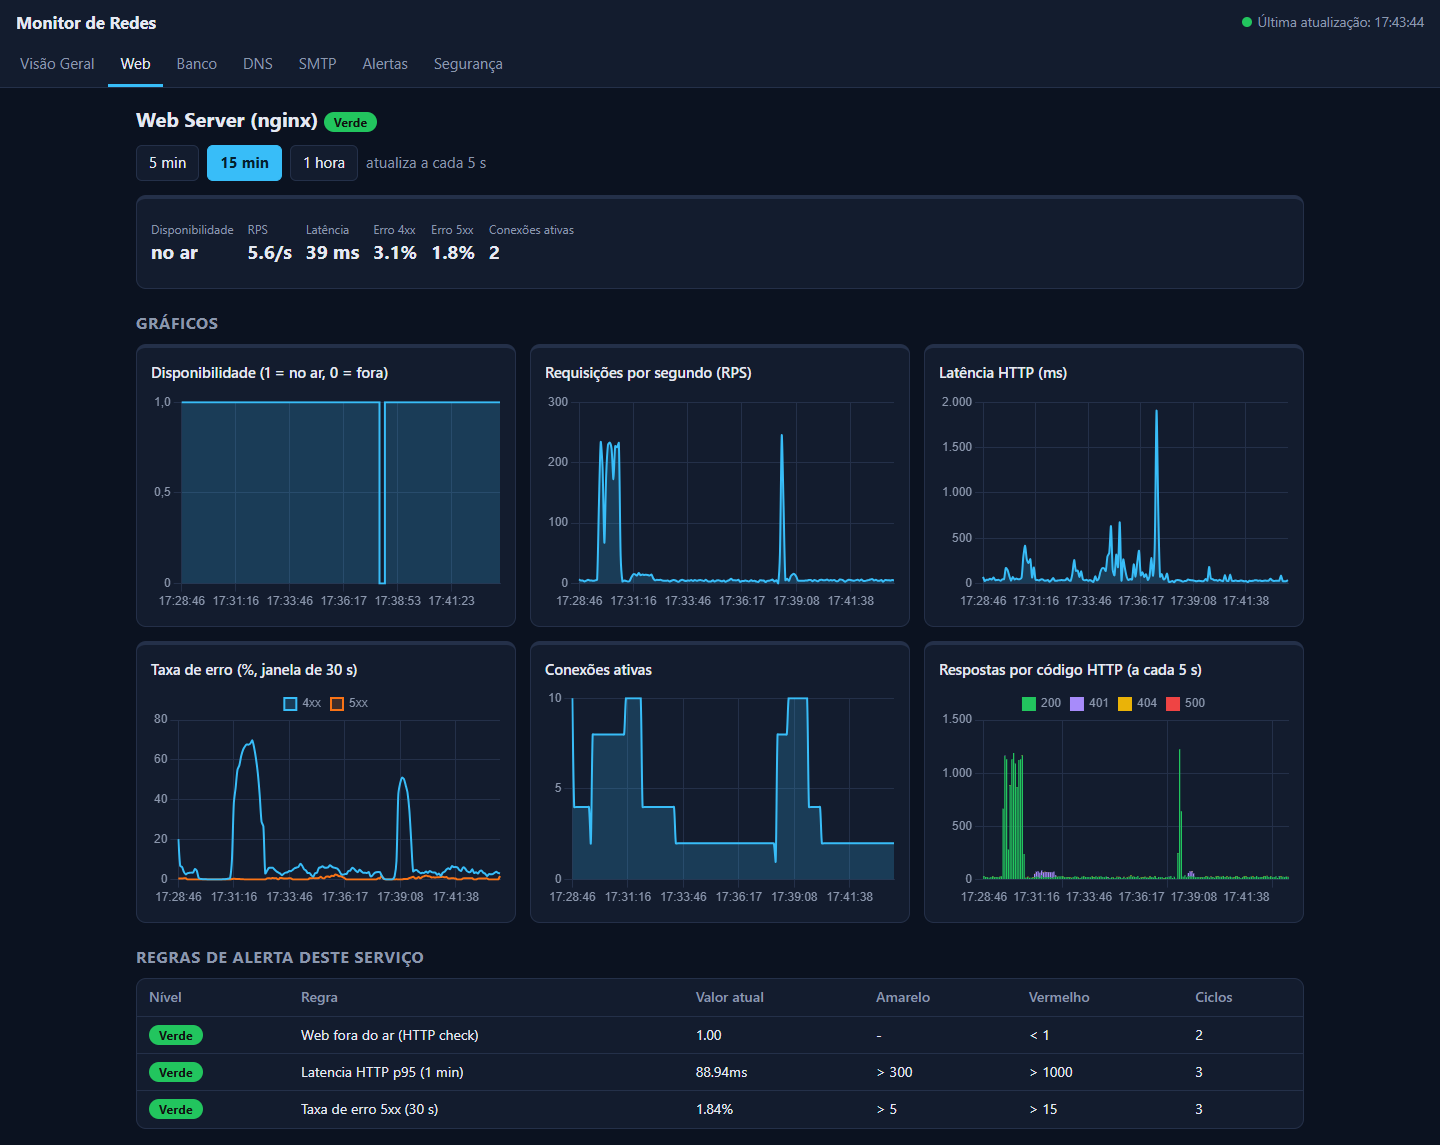 Monitor de Redes
Última atualização: 17:43:44
Visão Geral Web Banco DNS SMTP Alertas Segurança
Web Server (nginx) Verde
5 min 15 min 1 hora atualiza a cada 5 s
Disponibilidade RPS Latência Erro 4xx Erro 5xx Conexões ativas
no ar 5.6/s 39 ms 3.1% 1.8% 2
GRÁFICOS
Disponibilidade (1 = no ar, 0 = fora)
1,0
0,5
0
17:28:46 17:31:16 17:33:46 17:36:17 17:38:53 17:41:23
Requisições por segundo (RPS)
300
200
100
0
17:28:46 17:31:16 17:33:46 17:36:17 17:39:08 17:41:38
Latência HTTP (ms)
2.000
1.500
1.000
500
0
17:28:46 17:31:16 17:33:46 17:36:17 17:39:08 17:41:38
Taxa de erro (%, janela de 30 s)
4xx 5xx
80
60
40
20
0
17:28:46 17:31:16 17:33:46 17:36:17 17:39:08 17:41:38
Conexões ativas
10
5
0
17:28:46 17:31:16 17:33:46 17:36:17 17:39:08 17:41:38
Respostas por código HTTP (a cada 5 s)
200 401 404 500
1.500
1.000
500
0
17:28:46 17:31:16 17:33:46 17:36:17 17:39:08 17:41:38
REGRAS DE ALERTA DESTE SERVIÇO
Nível Regra Valor atual Amarelo Vermelho Ciclos
Verde Web fora do ar (HTTP check) 1.00 - < 1 2
Verde Latencia HTTP p95 (1 min) 88.94ms > 300 > 1000 3
Verde Taxa de erro 5xx (30 s) 1.84% > 5 > 15 3